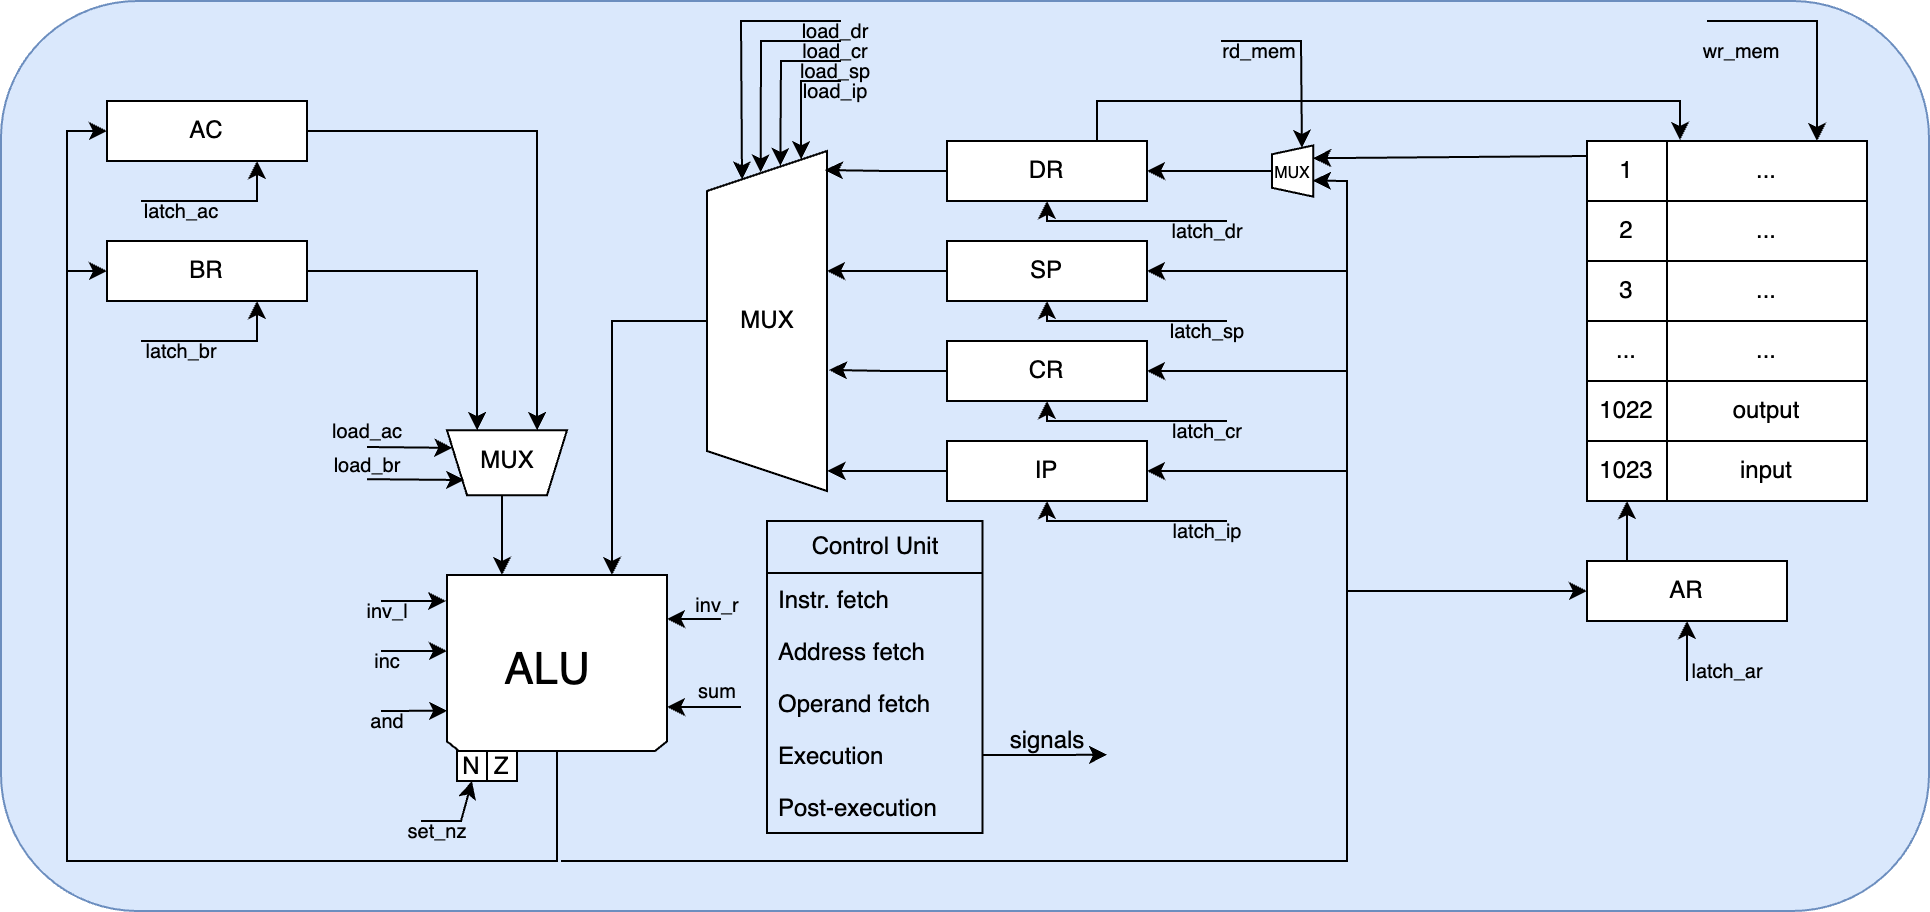 load_dr
load_cr
load_sp
load_ip
rd_mem
wr_mem
AC
latch_ac
BR
latch_br
load_ac
load_br
MUX
MUX
DR
latch_dr
MUX
SP
latch_sp
CR
latch_cr
IP
latch_ip
1 ...
2 ...
3 ...
... ...
1022 output
1023 input
AR
latch_ar
ALU
inv_l
inc
and
inv_r
sum
N Z
set_nz
Control Unit
Instr. fetch
Address fetch
Operand fetch
Execution
Post-execution
signals